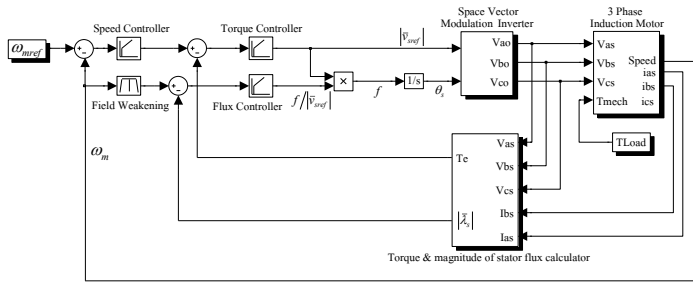 Space Vector
Modulation Inverter
3 Phase
Induction Motor
Speed Controller
Torque Controller
ω_mref
+
−
+
−
|v̄_sref|
Vao
Vbo
Vco
Vas
Vbs
Vcs
Tmech
Speed
ias
ibs
ics
Field Weakening
+
−
Flux Controller
f/|v̄_sref|
×
f
1/s
θ_s
TLoad
ω_m
Te
|λ̄_s|
Vas
Vbs
Vcs
Ibs
Ias
Torque & magnitude of stator flux calculator